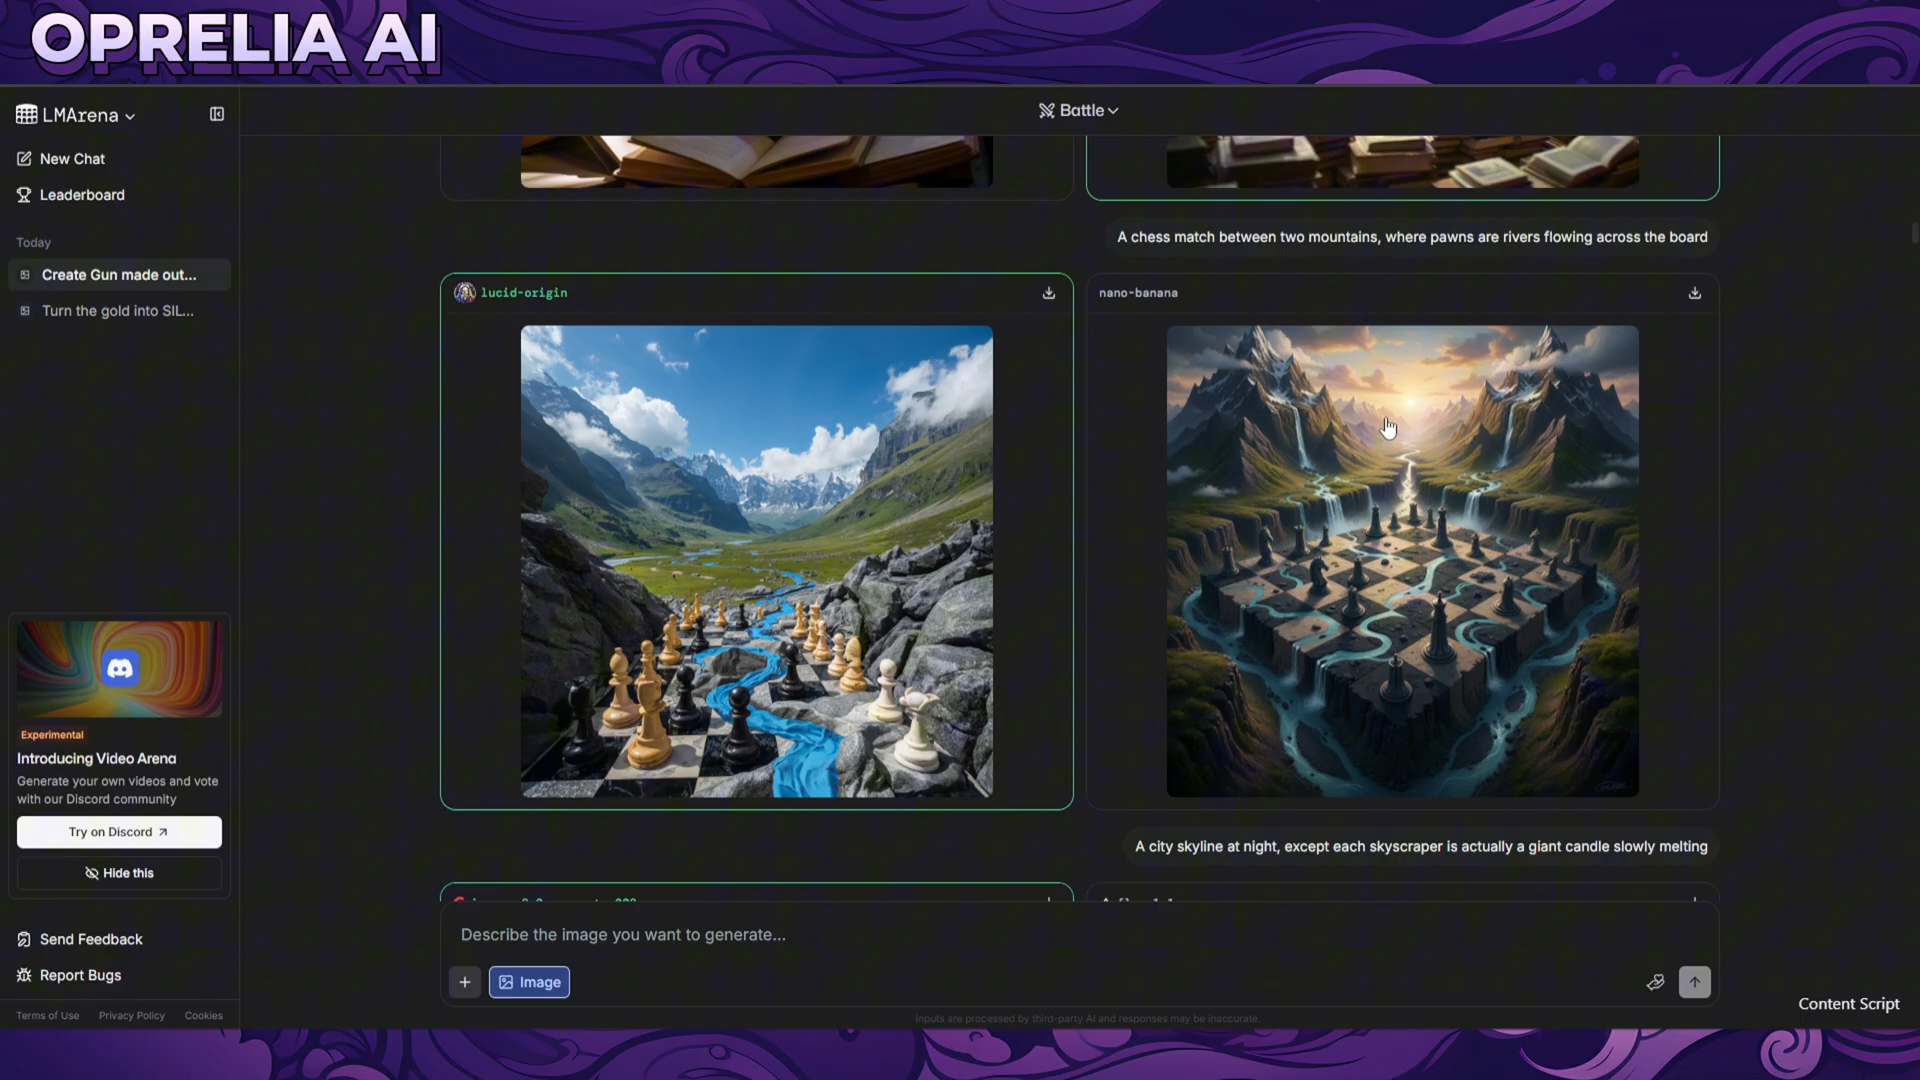 OPRELIA AI
LMArena
Battle
New Chat
Leaderboard
Today
Create Gun made out...
Turn the gold into SIL...
A chess match between two mountains, where pawns are rivers flowing across the board
lucid-origin
nano-banana
A city skyline at night, except each skyscraper is actually a giant candle slowly melting
Experimental
Introducing Video Arena
Generate your own videos and vote
with our Discord community
Try on Discord
Hide this
Describe the image you want to generate...
Image
Send Feedback
Report Bugs
Content Script
Terms of Use Privacy Policy Cookies
Inputs are processed by third-party AI and responses may be inaccurate.